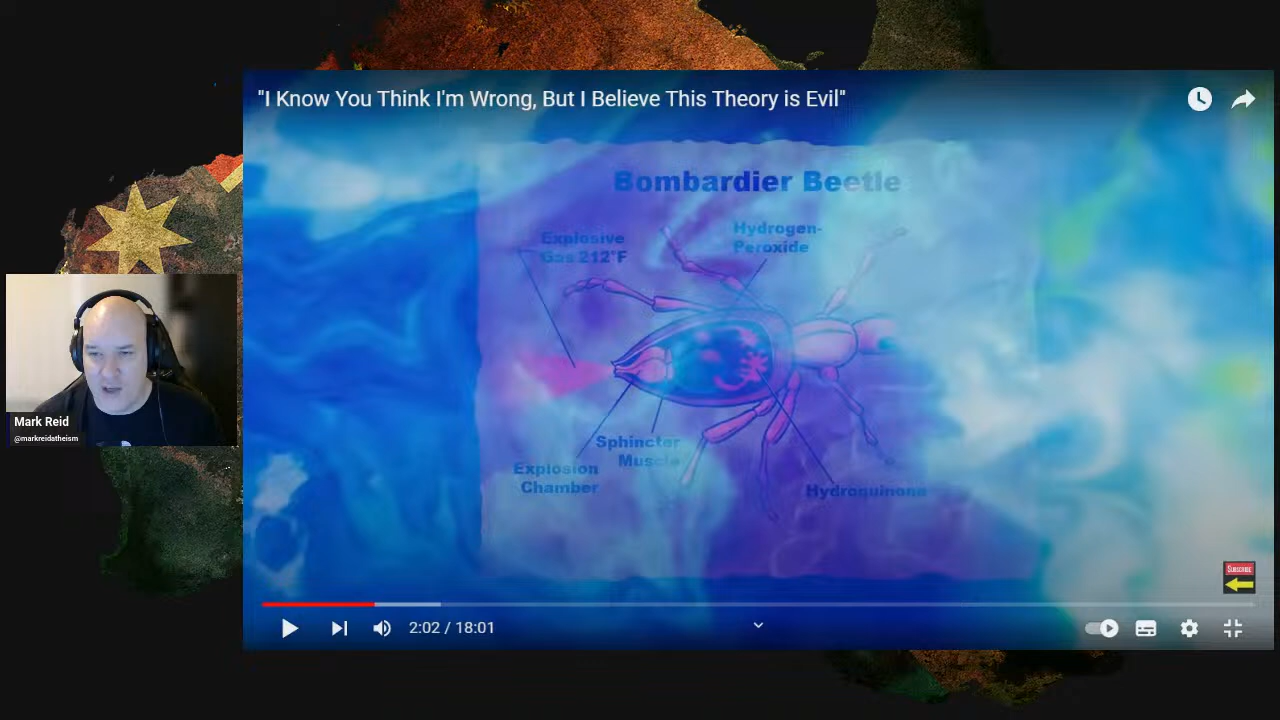 "I Know You Think I'm Wrong, But I Believe This Theory is Evil"
Bombardier Beetle
Explosive
Gas 212°F
Hydrogen-
Peroxide
Sphincter
Muscle
Explosion
Chamber
Hydroquinone
Mark Reid
@markreidatheism
SUBSCRIBE
2:02 / 18:01